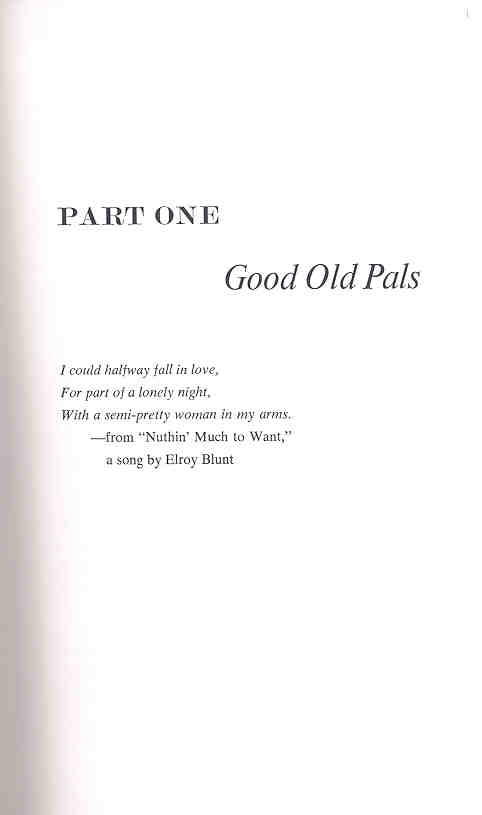 PART ONE
Good Old Pals
I could halfway fall in love,
For part of a lonely night,
With a semi-pretty woman in my arms.
—from “Nuthin’ Much to Want,”
a song by Elroy Blunt